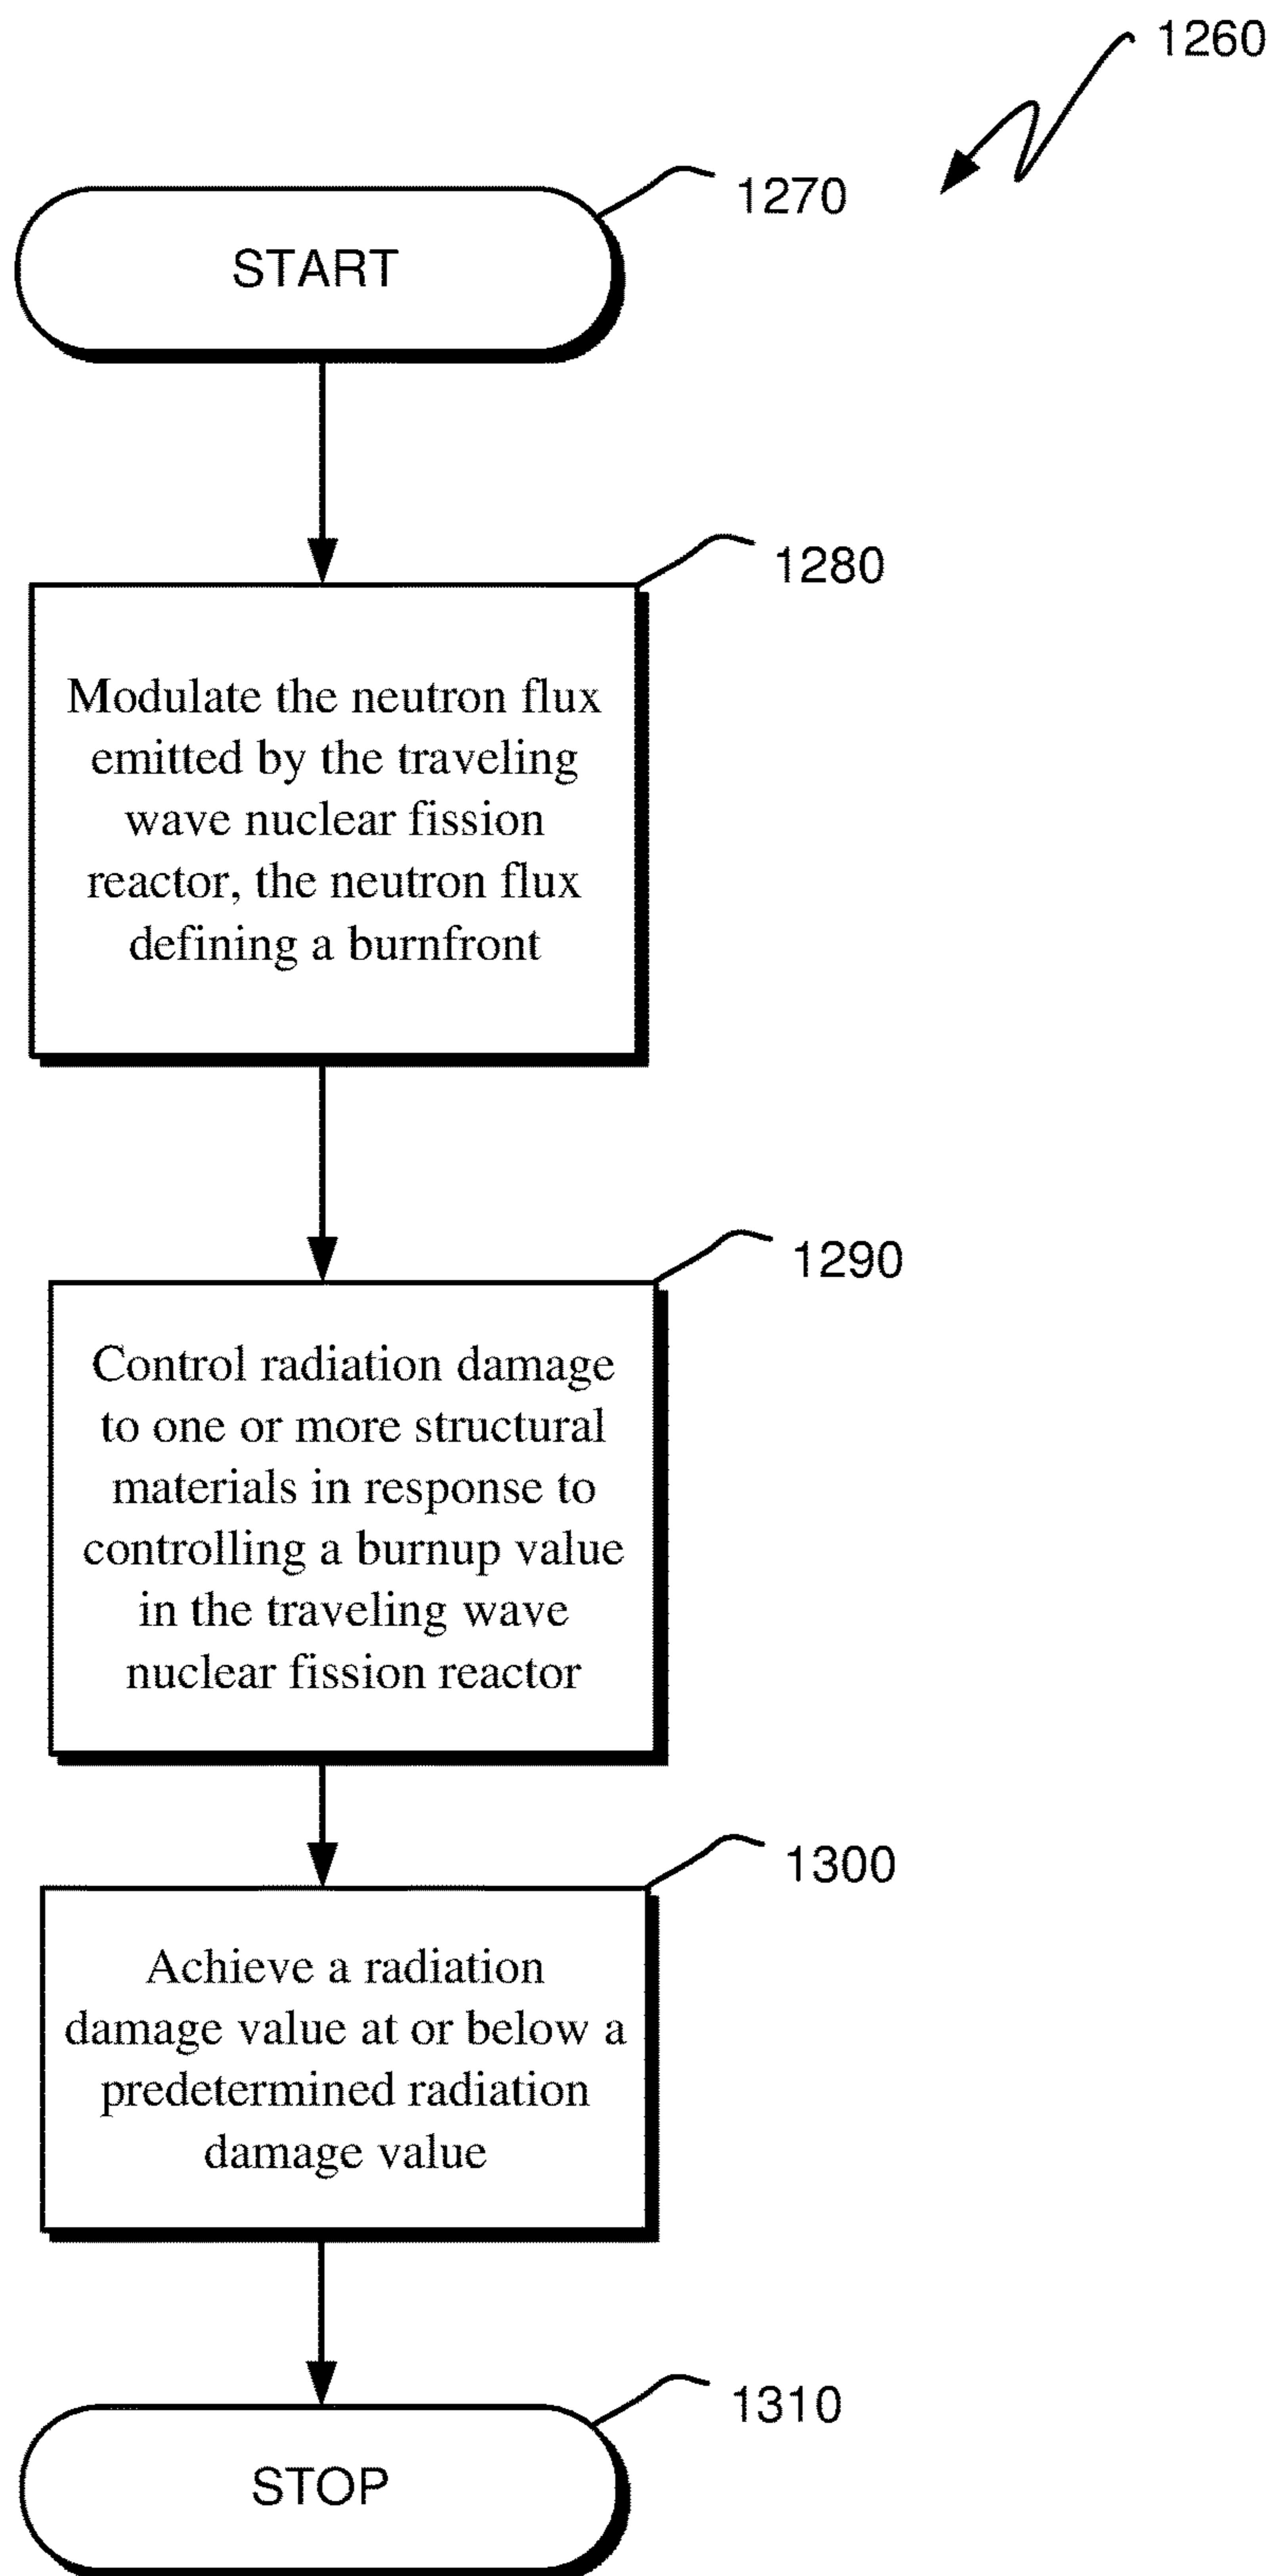 1260
1270
START
1280
Modulate the neutron flux
emitted by the traveling
wave nuclear fission
reactor, the neutron flux
defining a burnfront
1290
Control radiation damage
to one or more structural
materials in response to
controlling a burnup value
in the traveling wave
nuclear fission reactor
1300
Achieve a radiation
damage value at or below a
predetermined radiation
damage value
1310
STOP